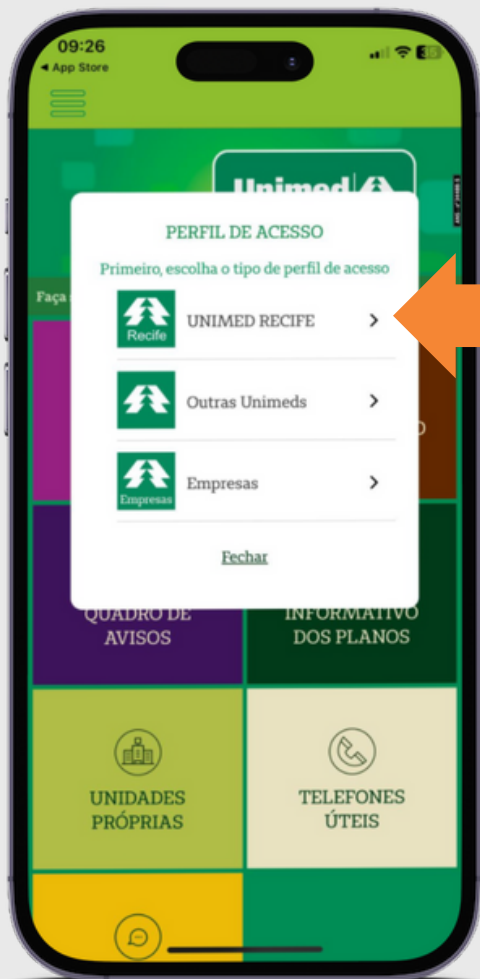 09:26
◀ App Store
Unimed
PERFIL DE ACESSO
Primeiro, escolha o tipo de perfil de acesso
Faça
Recife
UNIMED RECIFE
Outras Unimeds
Empresas
Empresas
Fechar
QUADRO DE
AVISOS
INFORMATIVO
DOS PLANOS
UNIDADES
PRÓPRIAS
TELEFONES
ÚTEIS